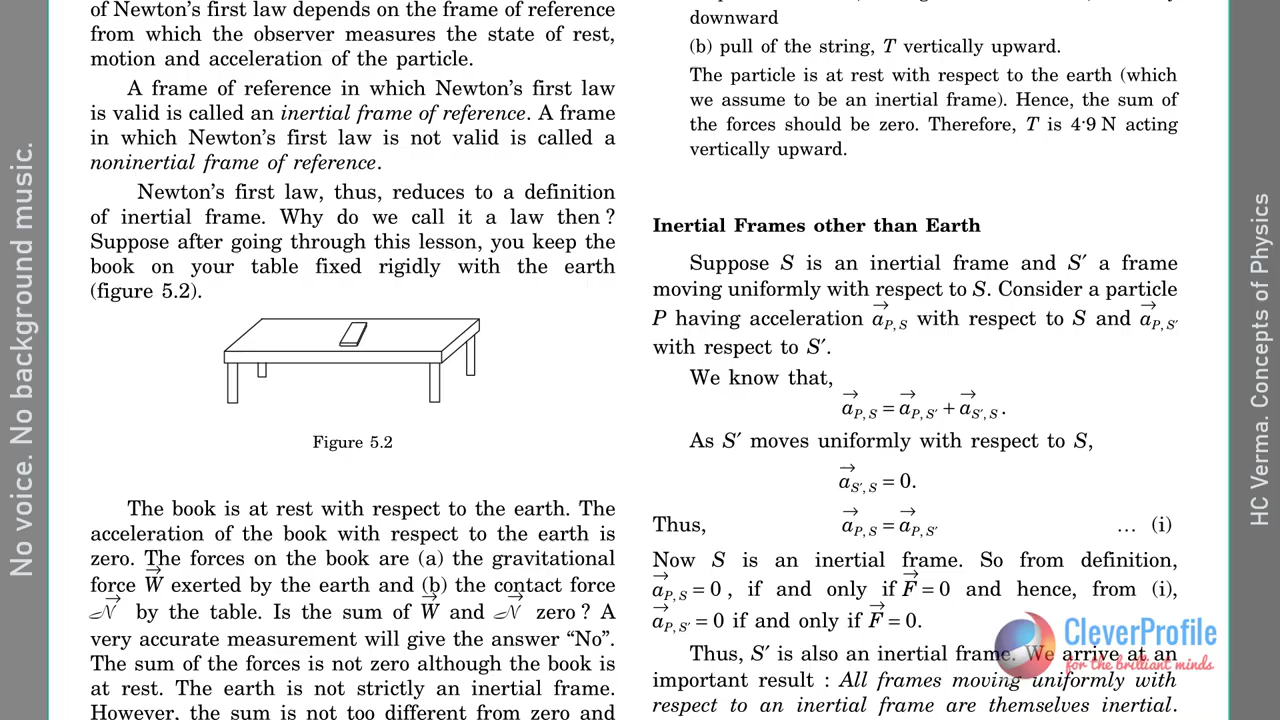 No voice. No background music.
of Newton's first law depends on the frame of reference
from which the observer measures the state of rest,
motion and acceleration of the particle.
A frame of reference in which Newton's first law
is valid is called an inertial frame of reference. A frame
in which Newton's first law is not valid is called a
noninertial frame of reference.
Newton's first law, thus, reduces to a definition
of inertial frame. Why do we call it a law then ?
Suppose after going through this lesson, you keep the
book on your table fixed rigidly with the earth
(figure 5.2).
Figure 5.2
The book is at rest with respect to the earth. The
acceleration of the book with respect to the earth is
zero. The forces on the book are (a) the gravitational
force W⃗ exerted by the earth and (b) the contact force
𝒩⃗ by the table. Is the sum of W⃗ and 𝒩⃗ zero ? A
very accurate measurement will give the answer “No”.
The sum of the forces is not zero although the book is
at rest. The earth is not strictly an inertial frame.
However, the sum is not too different from zero and
downward
(b) pull of the string, T vertically upward.
The particle is at rest with respect to the earth (which
we assume to be an inertial frame). Hence, the sum of
the forces should be zero. Therefore, T is 4·9 N acting
vertically upward.
Inertial Frames other than Earth
Suppose S is an inertial frame and S′ a frame
moving uniformly with respect to S. Consider a particle
P having acceleration a⃗P, S with respect to S and a⃗P, S′
with respect to S′.
We know that,
a⃗P, S = a⃗P, S′ + a⃗S′, S .
As S′ moves uniformly with respect to S,
a⃗S′, S = 0.
Thus, a⃗P, S = a⃗P, S′ … (i)
Now S is an inertial frame. So from definition,
a⃗P, S = 0 , if and only if F⃗ = 0 and hence, from (i),
a⃗P, S′ = 0 if and only if F⃗ = 0.
Thus, S′ is also an inertial frame. We arrive at an
important result : All frames moving uniformly with
respect to an inertial frame are themselves inertial.
CleverProfile
for the brilliant minds
HC Verma. Concepts of Physics